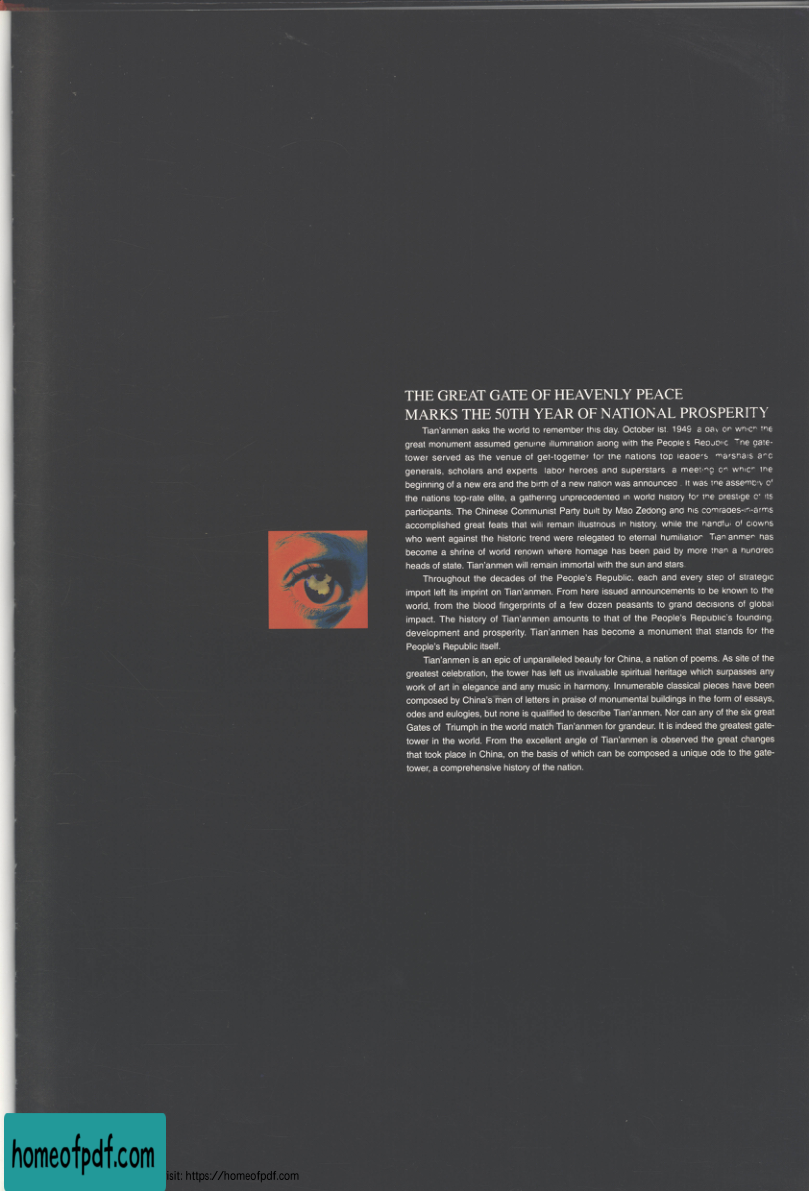 THE GREAT GATE OF HEAVENLY PEACE
MARKS THE 50TH YEAR OF NATIONAL PROSPERITY
Tian'anmen asks the world to remember this day, October Ist, 1949, a day on which the
great monument assumed genuine illumination along with the People's Republic. The gate-
tower served as the venue of get-together for the nations top leaders, marshals and
generals, scholars and experts, labor heroes and superstars, a meeting on which the
beginning of a new era and the birth of a new nation was announced. It was the assembly of
the nations top-rate elite, a gathering unprecedented in world history for the prestige of its
participants. The Chinese Communist Party built by Mao Zedong and his comrades-in-arms
accomplished great feats that will remain illustrious in history, while the handful of clowns
who went against the historic trend were relegated to eternal humiliation. Tian'anmen has
become a shrine of world renown where homage has been paid by more than a hundred
heads of state. Tian'anmen will remain immortal with the sun and stars.
Throughout the decades of the People's Republic, each and every step of strategic
import left its imprint on Tian'anmen. From here issued announcements to be known to the
world, from the blood fingerprints of a few dozen peasants to grand decisions of global
impact. The history of Tian'anmen amounts to that of the People's Republic's founding,
development and prosperity. Tian'anmen has become a monument that stands for the
People's Republic itself.
Tian'anmen is an epic of unparalleled beauty for China, a nation of poems. As site of the
greatest celebration, the tower has left us invaluable spiritual heritage which surpasses any
work of art in elegance and any music in harmony. Innumerable classical pieces have been
composed by China's men of letters in praise of monumental buildings in the form of essays,
odes and eulogies, but none is qualified to describe Tian'anmen. Nor can any of the six great
Gates of Triumph in the world match Tian'anmen for grandeur. It is indeed the greatest gate-
tower in the world. From the excellent angle of Tian'anmen is observed the great changes
that took place in China, on the basis of which can be composed a unique ode to the gate-
tower, a comprehensive history of the nation.
homeofpdf.com
isit: https://homeofpdf.com